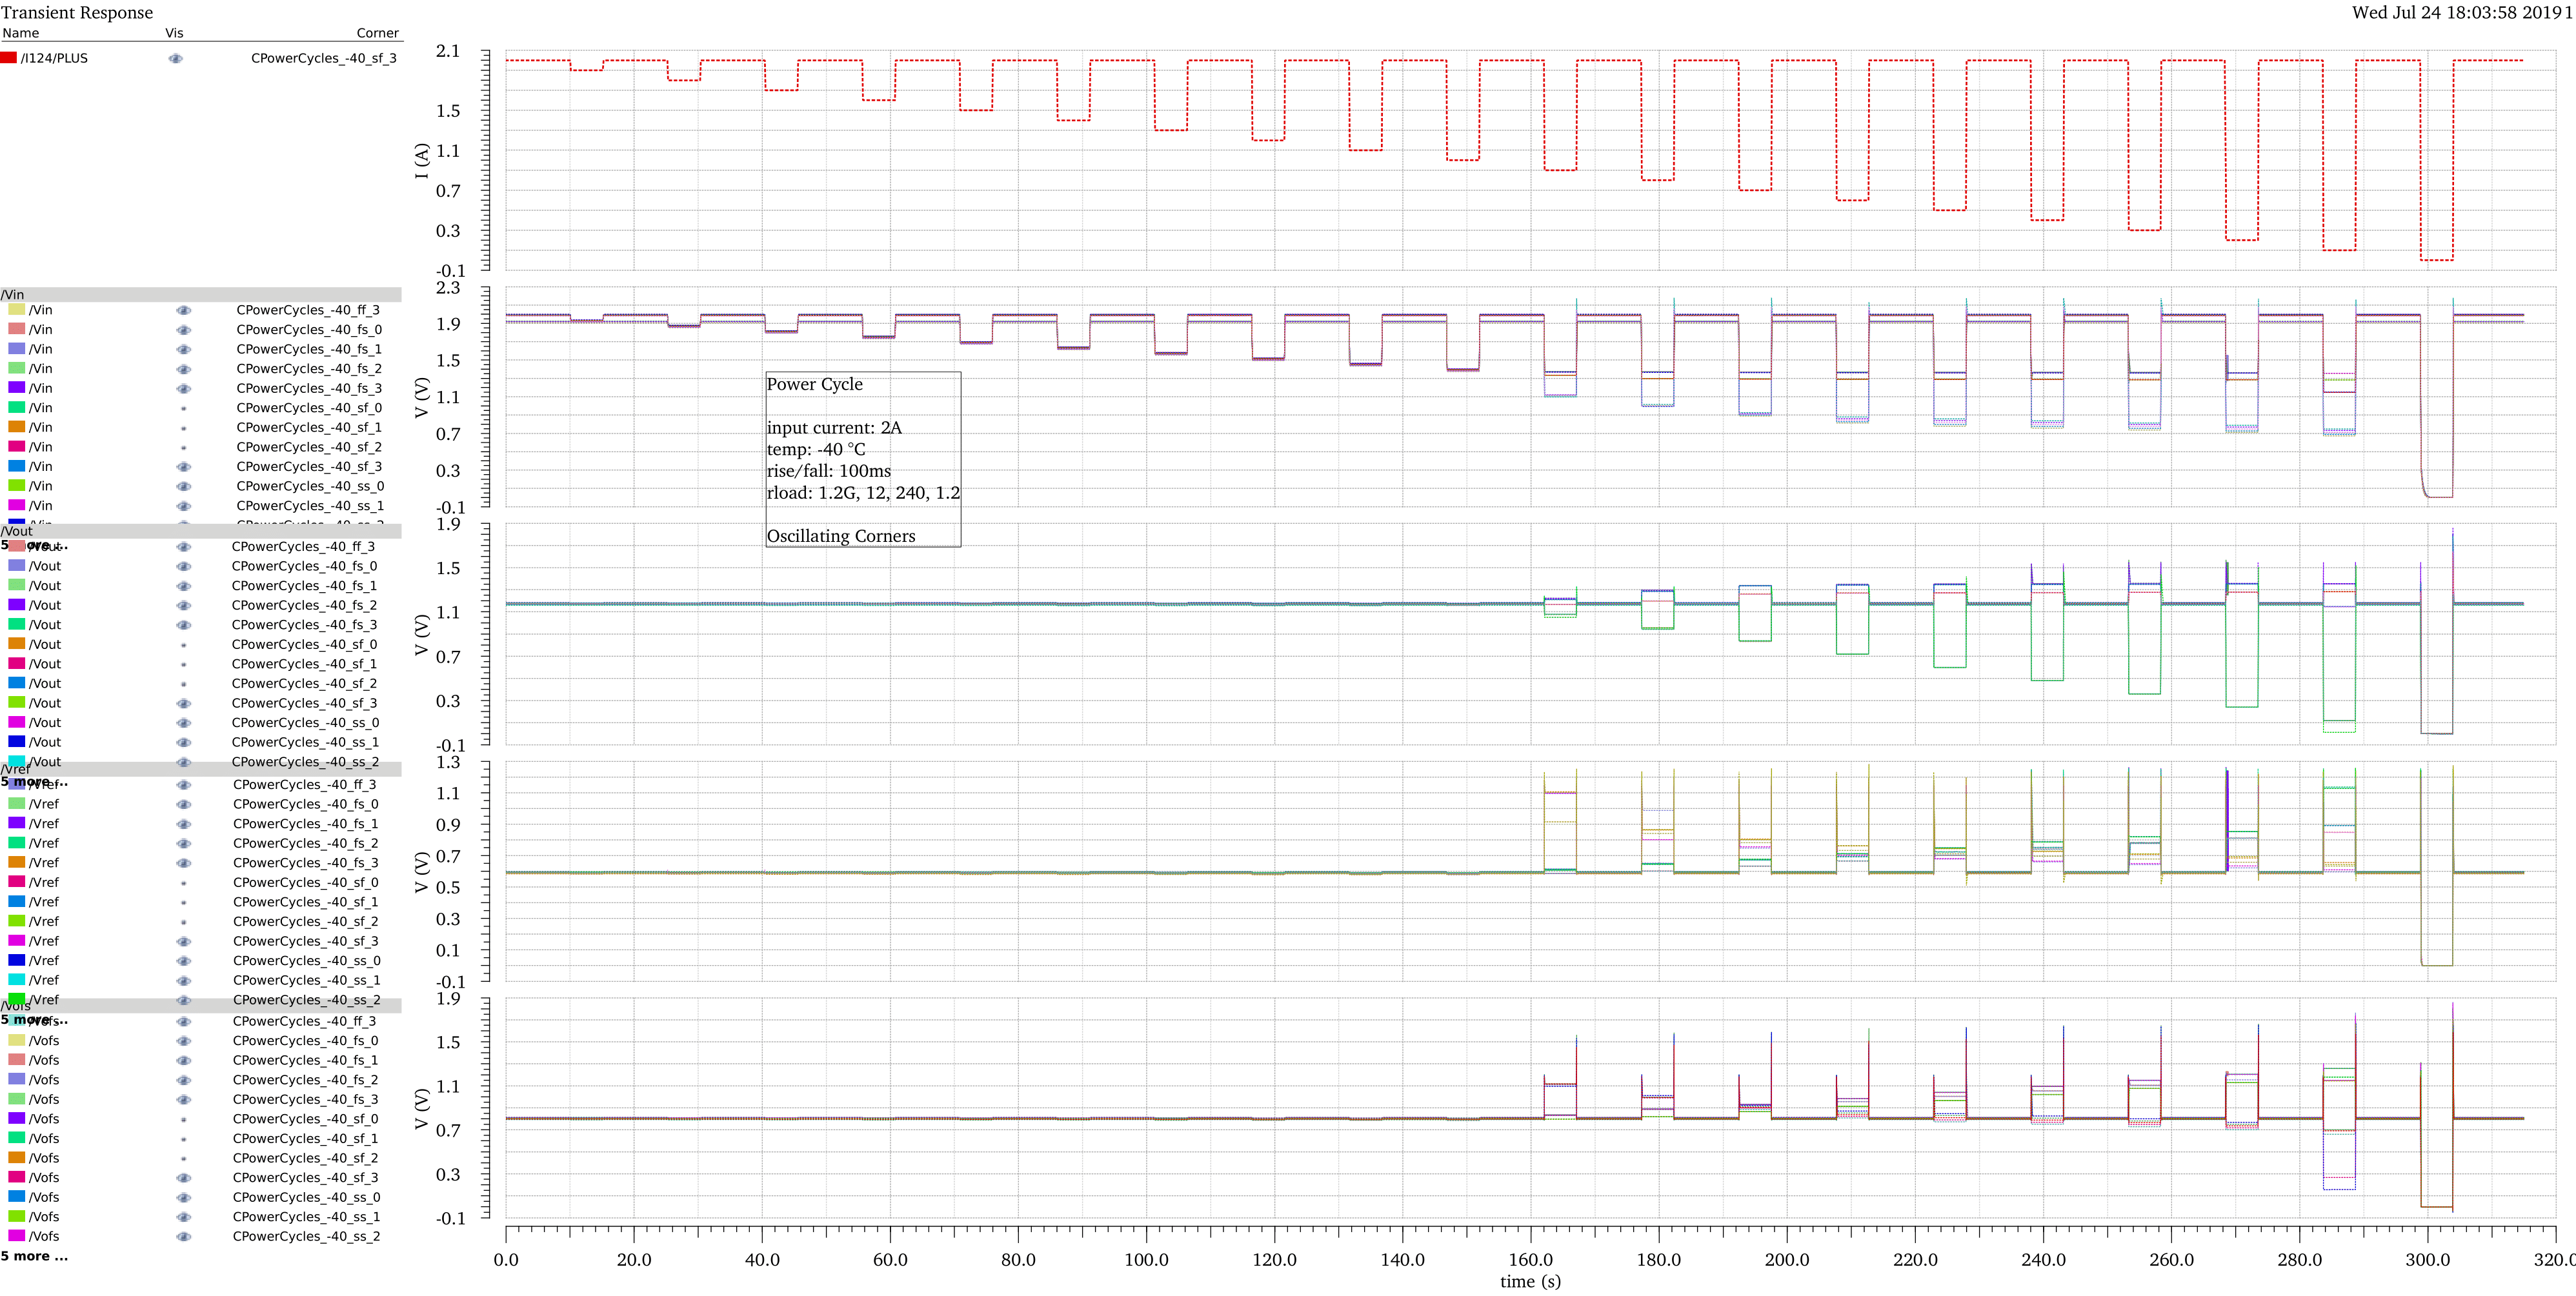 Transient Response
Wed Jul 24 18:03:58 2019 1
Name Vis Corner
/I124/PLUS CPowerCycles_-40_sf_3
/Vin
/Vin CPowerCycles_-40_ff_3
/Vin CPowerCycles_-40_fs_0
/Vin CPowerCycles_-40_fs_1
/Vin CPowerCycles_-40_fs_2
/Vin CPowerCycles_-40_fs_3
/Vin CPowerCycles_-40_sf_0
/Vin CPowerCycles_-40_sf_1
/Vin CPowerCycles_-40_sf_2
/Vin CPowerCycles_-40_sf_3
/Vin CPowerCycles_-40_ss_0
/Vin CPowerCycles_-40_ss_1
/Vout
5 more ...
/Vout CPowerCycles_-40_ff_3
/Vout CPowerCycles_-40_fs_0
/Vout CPowerCycles_-40_fs_1
/Vout CPowerCycles_-40_fs_2
/Vout CPowerCycles_-40_fs_3
/Vout CPowerCycles_-40_sf_0
/Vout CPowerCycles_-40_sf_1
/Vout CPowerCycles_-40_sf_2
/Vout CPowerCycles_-40_sf_3
/Vout CPowerCycles_-40_ss_0
/Vout CPowerCycles_-40_ss_1
/Vout CPowerCycles_-40_ss_2
/Vref
5 more ...
/Vref CPowerCycles_-40_ff_3
/Vref CPowerCycles_-40_fs_0
/Vref CPowerCycles_-40_fs_1
/Vref CPowerCycles_-40_fs_2
/Vref CPowerCycles_-40_fs_3
/Vref CPowerCycles_-40_sf_0
/Vref CPowerCycles_-40_sf_1
/Vref CPowerCycles_-40_sf_2
/Vref CPowerCycles_-40_sf_3
/Vref CPowerCycles_-40_ss_0
/Vref CPowerCycles_-40_ss_1
/Vref CPowerCycles_-40_ss_2
/Vofs
5 more ...
/Vofs CPowerCycles_-40_ff_3
/Vofs CPowerCycles_-40_fs_0
/Vofs CPowerCycles_-40_fs_1
/Vofs CPowerCycles_-40_fs_2
/Vofs CPowerCycles_-40_fs_3
/Vofs CPowerCycles_-40_sf_0
/Vofs CPowerCycles_-40_sf_1
/Vofs CPowerCycles_-40_sf_2
/Vofs CPowerCycles_-40_sf_3
/Vofs CPowerCycles_-40_ss_0
/Vofs CPowerCycles_-40_ss_1
/Vofs CPowerCycles_-40_ss_2
5 more ...
I (A)
2.1
1.5
1.1
0.7
0.3
-0.1
V (V)
2.3
1.9
1.5
1.1
0.7
0.3
-0.1
Power Cycle
input current: 2A
temp: -40 °C
rise/fall: 100ms
rload: 1.2G, 12, 240, 1.2
Oscillating Corners
V (V)
1.9
1.5
1.1
0.7
0.3
-0.1
V (V)
1.3
1.1
0.9
0.7
0.5
0.3
0.1
-0.1
V (V)
1.9
1.5
1.1
0.7
0.3
-0.1
0.0 20.0 40.0 60.0 80.0 100.0 120.0 140.0 160.0 180.0 200.0 220.0 240.0 260.0 280.0 300.0 320.0
time (s)